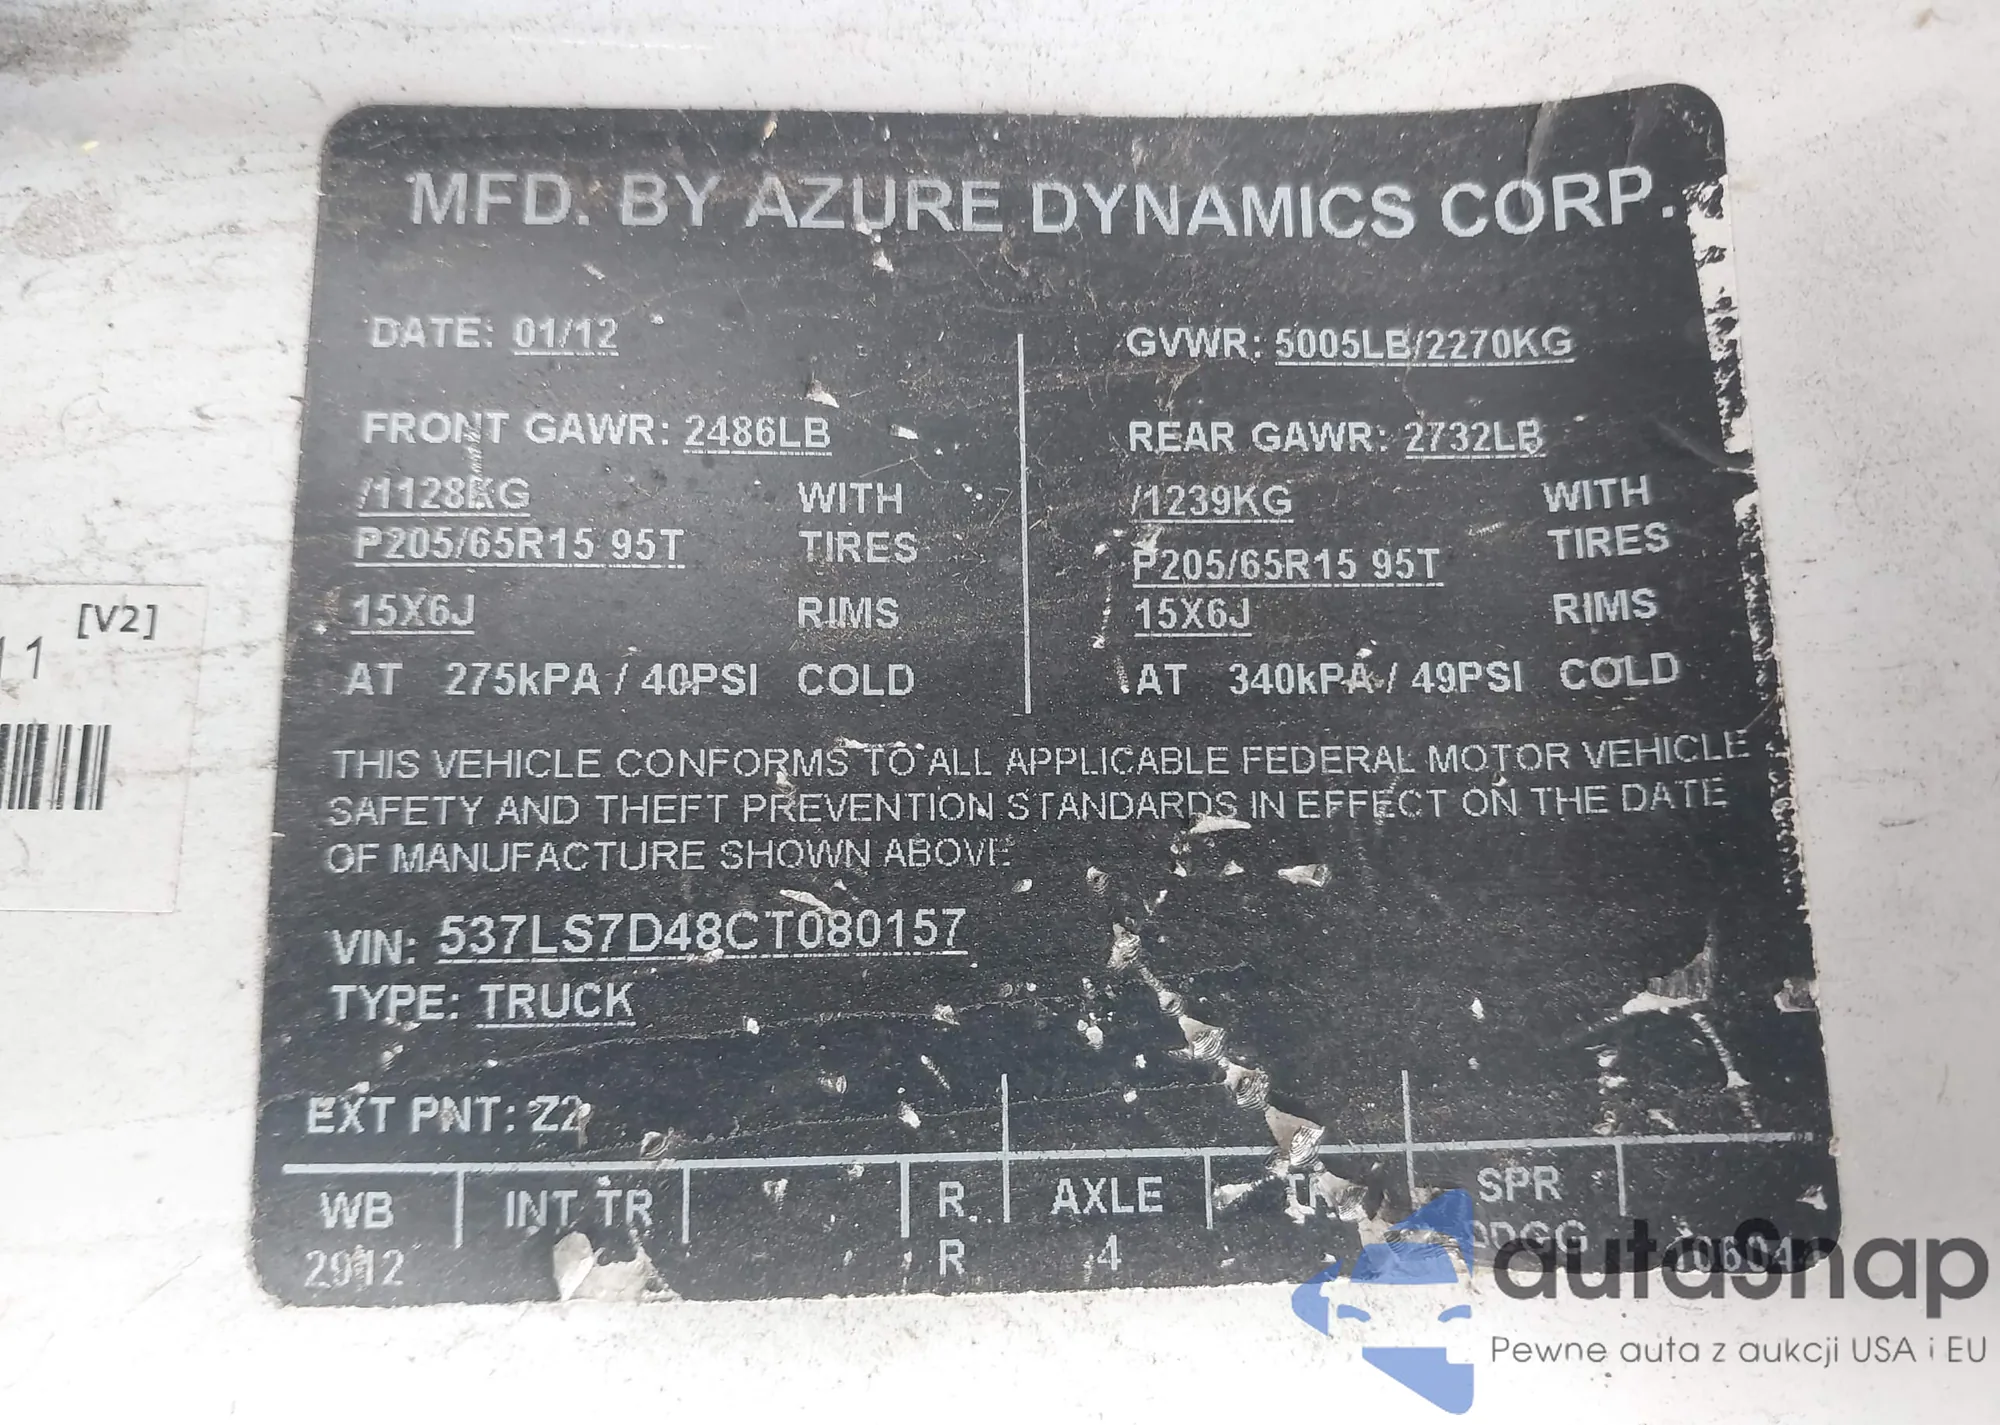 MFD. BY AZURE DYNAMICS CORP.
DATE: 01/12
GVWR: 5005LB/2270KG
FRONT GAWR: 2486LB
/1128KG WITH
P205/65R15 95T TIRES
15X6J RIMS
AT 275kPA / 40PSI COLD
REAR GAWR: 2732LB
/1239KG WITH
P205/65R15 95T TIRES
15X6J RIMS
AT 340kPA / 49PSI COLD
THIS VEHICLE CONFORMS TO ALL APPLICABLE FEDERAL MOTOR VEHICLE
SAFETY AND THEFT PREVENTION STANDARDS IN EFFECT ON THE DATE
OF MANUFACTURE SHOWN ABOVE
VIN: 537LS7D48CT080157
TYPE: TRUCK
EXT PNT: Z2
WB INT TR R. AXLE SPR
2912 R 4
[V2]
11
autosnap
Pewne auta z aukcji USA i EU